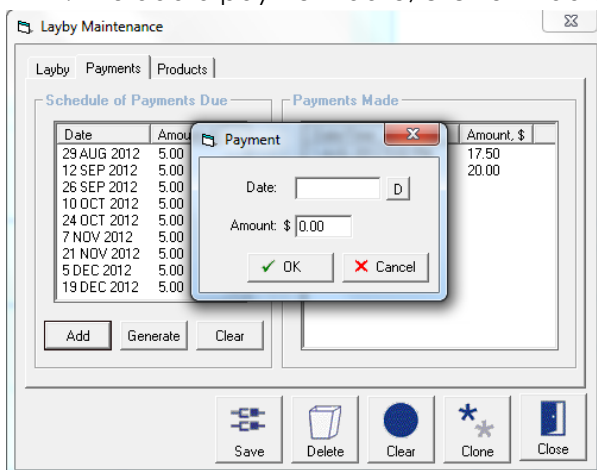 Layby Maintenance
Layby Payments Products
Schedule of Payments Due
Payments Made
Date
29 AUG 2012 5.00
12 SEP 2012 5.00
26 SEP 2012 5.00
10 OCT 2012 5.00
24 OCT 2012 5.00
7 NOV 2012 5.00
21 NOV 2012 5.00
5 DEC 2012 5.00
19 DEC 2012 5.00
Amount, $
17.50
20.00
Payment
Date: D
Amount: $ 0.00
OK Cancel
Add Generate Clear
Save Delete Clear Clone Close